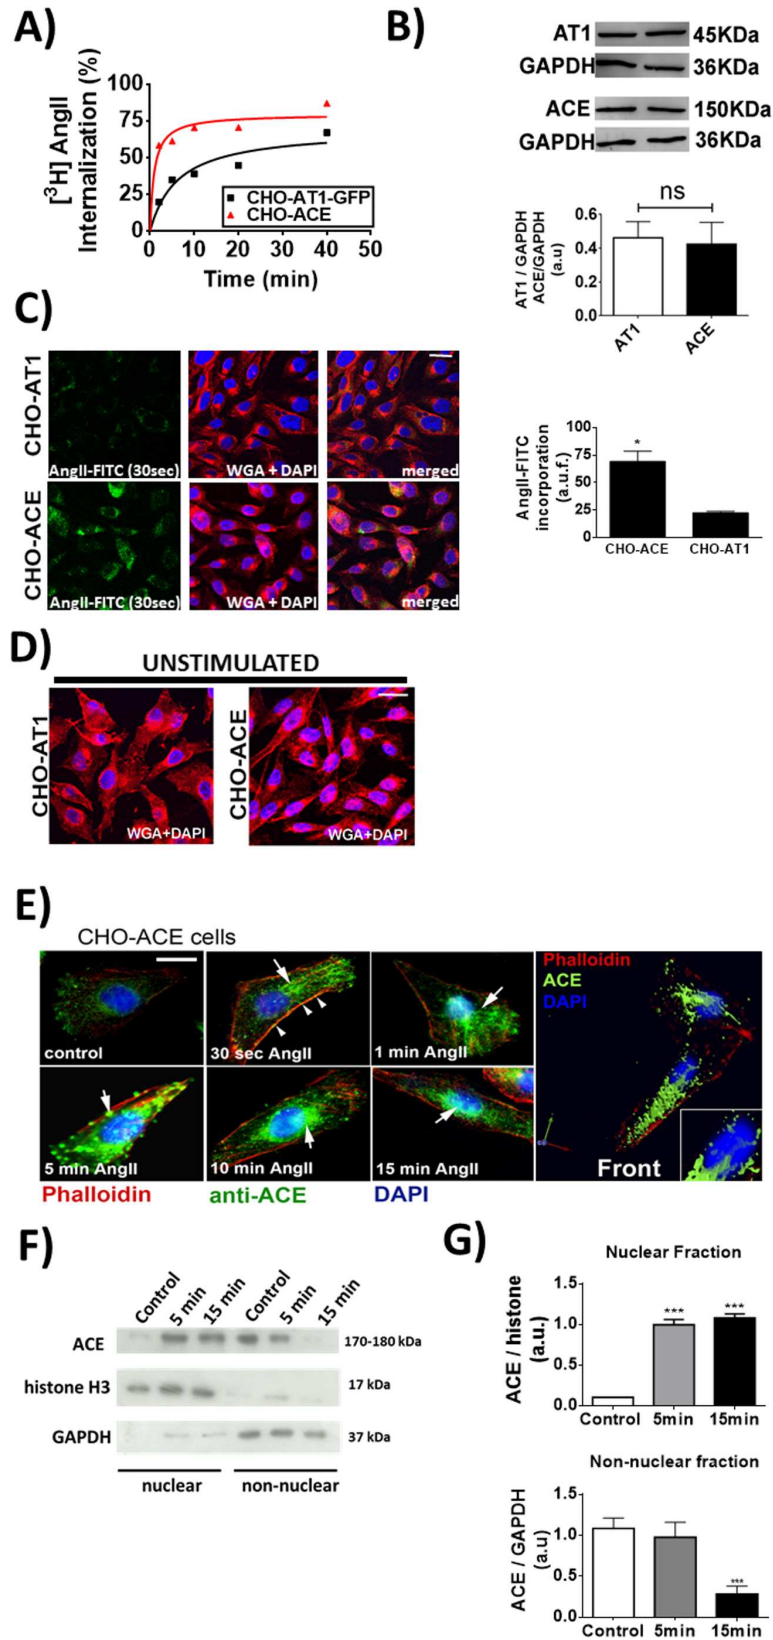 A)
[³H] AngII
Internalization (%)
100
75
50
25
0
0 10 20 30 40 50
Time (min)
CHO-AT1-GFP
CHO-ACE
B)
AT1 45KDa
GAPDH 36KDa
ACE 150KDa
GAPDH 36KDa
AT1 / GAPDH
ACE/GAPDH
(a.u)
0.6
0.4
0.2
0.0
ns
AT1 ACE
C)
CHO-AT1
AngII-FITC (30sec) WGA + DAPI merged
CHO-ACE
AngII-FITC (30sec) WGA + DAPI merged
AngII-FITC
incorporation
(a.u.f.)
100
75
50
25
0
*
CHO-ACE CHO-AT1
D)
UNSTIMULATED
CHO-AT1
WGA+DAPI
CHO-ACE
WGA+DAPI
E)
CHO-ACE cells
control 30 sec AngII 1 min AngII
5 min AngII 10 min AngII 15 min AngII
Phalloidin
ACE
DAPI
Front
Phalloidin anti-ACE DAPI
F)
Control 5 min 15 min Control 5 min 15 min
ACE 170-180 kDa
histone H3 17 kDa
GAPDH 37 kDa
nuclear non-nuclear
G)
Nuclear Fraction
ACE / histone
(a.u.)
1.5
1.0
0.5
0.0
*** ***
Control 5min 15min
Non-nuclear fraction
ACE / GAPDH
(a.u)
1.5
1.0
0.5
0.0
***
Control 5min 15min